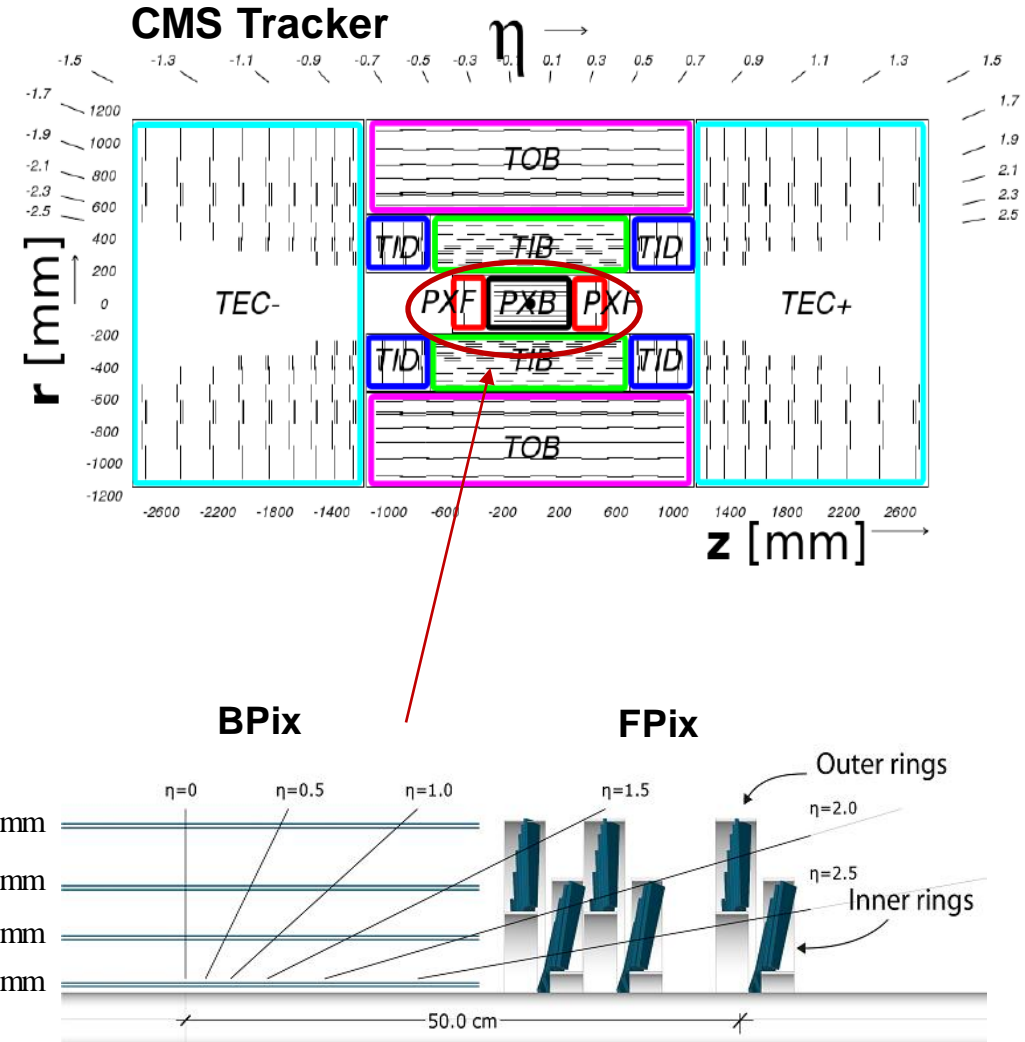 CMS Tracker
η
-1.5 -1.3 -1.1 -0.9 -0.7 -0.5 -0.3 -0.1 0.1 0.3 0.5 0.7 0.9 1.1 1.3 1.5
-1.7 1.7
-1.9 1.9
-2.1 2.1
-2.3 2.3
-2.5 2.5
r [mm]
1200
1000
800
600
400
200
0
-200
-400
-600
-800
-1000
-1200
TOB
TID TIB TID
TEC- PXF PXB PXF TEC+
TID TIB TID
TOB
-2600 -2200 -1800 -1400 -1000 -600 -200 200 600 1000 1400 1800 2200 2600
z [mm]
BPix FPix
Outer rings
η=0 η=0.5 η=1.0 η=1.5
η=2.0
mm
mm
η=2.5
Inner rings
mm
mm
50.0 cm